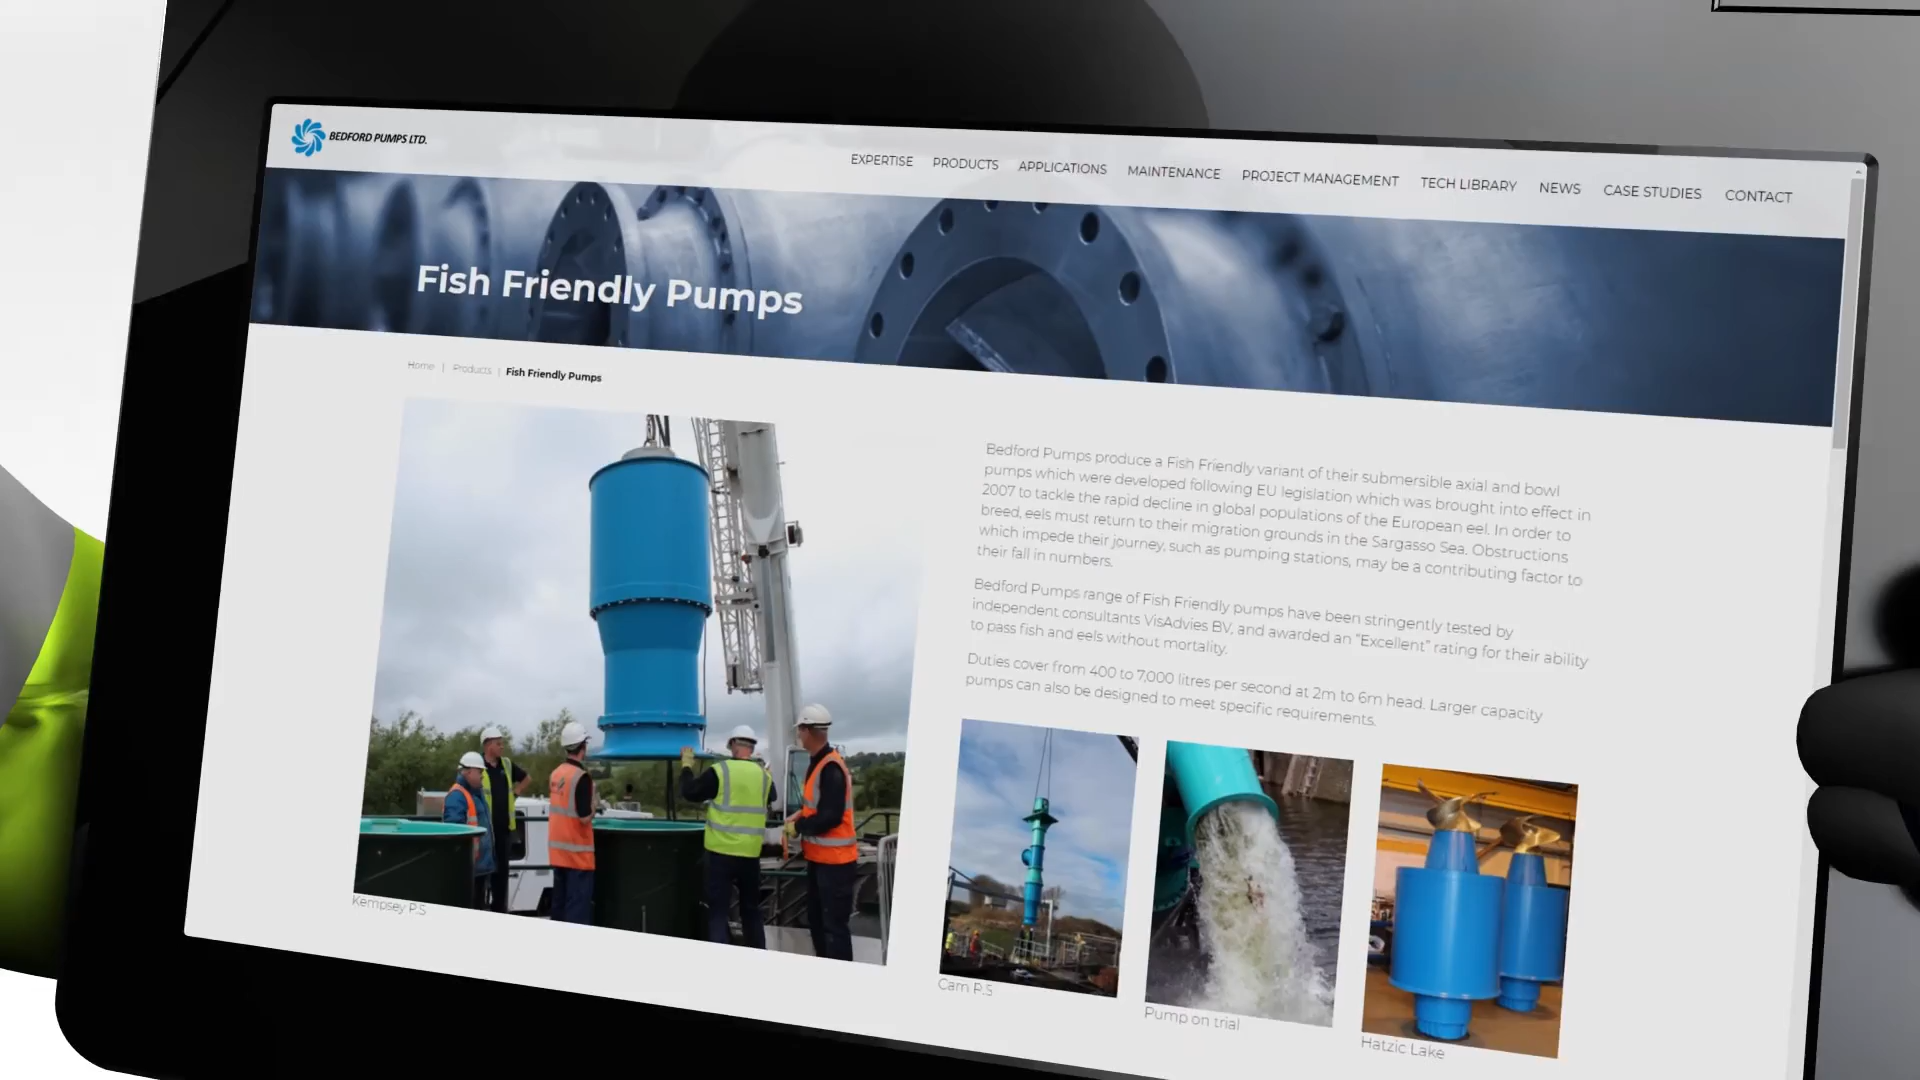 BEDFORD PUMPS LTD.
EXPERTISE PRODUCTS APPLICATIONS MAINTENANCE PROJECT MANAGEMENT TECH LIBRARY NEWS CASE STUDIES CONTACT
Fish Friendly Pumps
Home | Products | Fish Friendly Pumps
Bedford Pumps produce a Fish Friendly variant of their submersible axial and bowl
pumps which were developed following EU legislation which was brought into effect in
2007 to tackle the rapid decline in global populations of the European eel. In order to
breed, eels must return to their migration grounds in the Sargasso Sea. Obstructions
which impede their journey, such as pumping stations, may be a contributing factor to
their fall in numbers.
Bedford Pumps range of Fish Friendly pumps have been stringently tested by
independent consultants VisAdvies BV, and awarded an "Excellent" rating for their ability
to pass fish and eels without mortality.
Duties cover from 400 to 7,000 litres per second at 2m to 6m head. Larger capacity
pumps can also be designed to meet specific requirements.
Kempsey P.S
Cam P.S
Pump on trial
Hatzic Lake